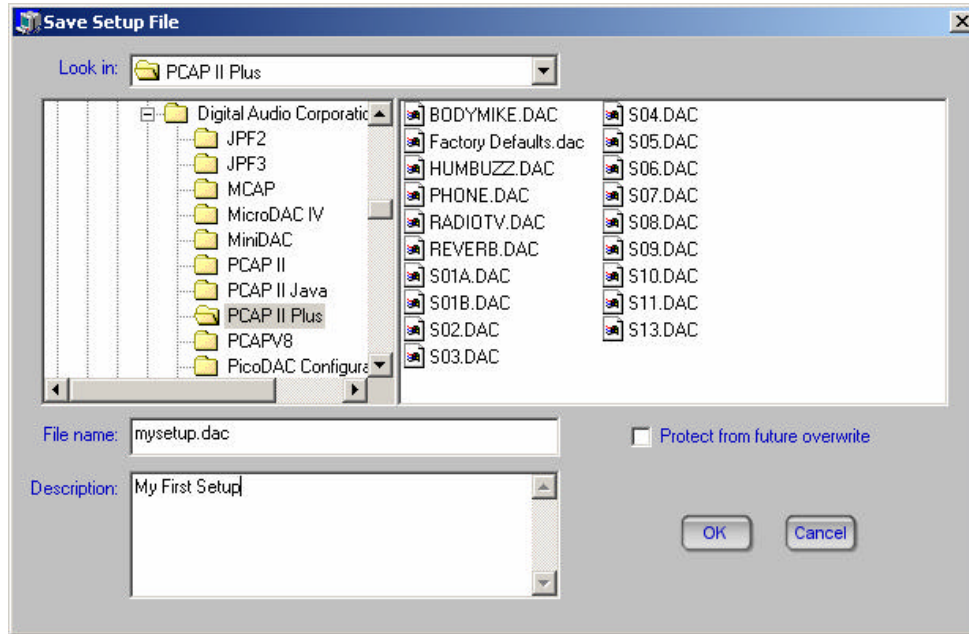 Save Setup File
Look in: PCAP II Plus
Digital Audio Corporatic
JPF2
JPF3
MCAP
MicroDAC IV
MiniDAC
PCAP II
PCAP II Java
PCAP II Plus
PCAPV8
PicoDAC Configura
BODYMIKE.DAC
Factory Defaults.dac
HUMBUZZ.DAC
PHONE.DAC
RADIOTV.DAC
REVERB.DAC
S01A.DAC
S01B.DAC
S02.DAC
S03.DAC
S04.DAC
S05.DAC
S06.DAC
S07.DAC
S08.DAC
S09.DAC
S10.DAC
S11.DAC
S13.DAC
File name: mysetup.dac
Protect from future overwrite
Description: My First Setup
OK
Cancel